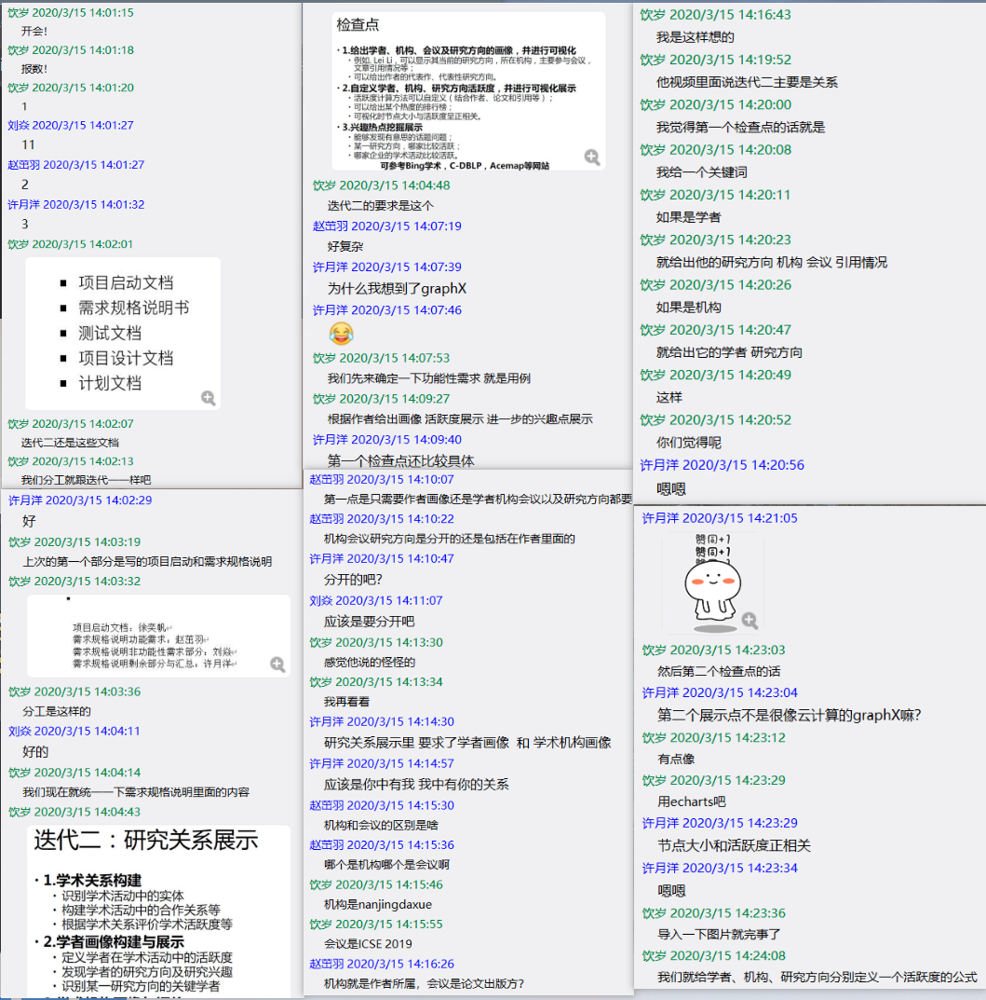 饮岁 2020/3/15 14:01:15
开会!
饮岁 2020/3/15 14:01:18
报数!
饮岁 2020/3/15 14:01:20
1
刘焱 2020/3/15 14:01:27
11
赵茁羽 2020/3/15 14:01:27
2
许月洋 2020/3/15 14:01:32
3
饮岁 2020/3/15 14:02:01
▪ 项目启动文档
▪ 需求规格说明书
▪ 测试文档
▪ 项目设计文档
▪ 计划文档
饮岁 2020/3/15 14:02:07
迭代二还是这些文档
饮岁 2020/3/15 14:02:13
我们分工就跟迭代一一样吧
许月洋 2020/3/15 14:02:29
好
饮岁 2020/3/15 14:03:19
上次的第一个部分是写的项目启动和需求规格说明
饮岁 2020/3/15 14:03:32
项目启动文档：徐奕帆
需求规格说明功能需求：赵茁羽
需求规格说明非功能性需求部分：刘焱
需求规格说明剩余部分与汇总：许月洋
饮岁 2020/3/15 14:03:36
分工是这样的
刘焱 2020/3/15 14:04:11
好的
饮岁 2020/3/15 14:04:14
我们现在就统一一下需求规格说明里面的内容
饮岁 2020/3/15 14:04:43
迭代二：研究关系展示
• 1.学术关系构建
• 识别学术活动中的实体
• 构建学术活动中的合作关系等
• 根据学术关系评价学术活跃度等
• 2.学者画像构建与展示
• 定义学者在学术活动中的活跃度
• 发现学者的研究方向及研究兴趣
• 识别某一研究方向的关键学者
检查点
• 1.给出学者、机构、会议及研究方向的画像，并进行可视化
• 例如, Lei Li，可以显示其当前的研究方向，所在机构，主要参与会议，
文章引用情况等；
• 可以给出作者的代表作、代表性研究方向。
• 2.自定义学者、机构、研究方向活跃度，并进行可视化展示
• 活跃度计算方法可以自定义（结合作者、论文和引用等）；
• 可以给出某个热度的排行榜；
• 可视化时节点大小与活跃度呈正相关。
• 3.兴趣热点挖掘展示
• 能够发现有意思的话题问题；
• 某一研究方向，哪家比较活跃；
• 哪家企业的学术活动比较活跃。
可参考Bing学术，C-DBLP，Acemap等网站
饮岁 2020/3/15 14:04:48
迭代二的要求是这个
赵茁羽 2020/3/15 14:07:19
好复杂
许月洋 2020/3/15 14:07:39
为什么我想到了graphX
许月洋 2020/3/15 14:07:46
饮岁 2020/3/15 14:07:53
我们先来确定一下功能性需求 就是用例
饮岁 2020/3/15 14:09:27
根据作者给出画像 活跃度展示 进一步的兴趣点展示
许月洋 2020/3/15 14:09:40
第一个检查点还比较具体
赵茁羽 2020/3/15 14:10:07
第一点是只需要作者画像还是学者机构会议以及研究方向都要
赵茁羽 2020/3/15 14:10:22
机构会议研究方向是分开的还是包括在作者里面的
许月洋 2020/3/15 14:10:47
分开的吧?
刘焱 2020/3/15 14:11:07
应该是要分开吧
饮岁 2020/3/15 14:13:30
感觉他说的怪怪的
饮岁 2020/3/15 14:13:34
我再看看
许月洋 2020/3/15 14:14:30
研究关系展示里 要求了学者画像 和 学术机构画像
许月洋 2020/3/15 14:14:57
应该是你中有我 我中有你的关系
赵茁羽 2020/3/15 14:15:30
机构和会议的区别是啥
赵茁羽 2020/3/15 14:15:36
哪个是机构哪个是会议啊
饮岁 2020/3/15 14:15:46
机构是nanjingdaxue
饮岁 2020/3/15 14:15:55
会议是ICSE 2019
赵茁羽 2020/3/15 14:16:26
机构就是作者所属，会议是论文出版方?
饮岁 2020/3/15 14:16:43
我是这样想的
饮岁 2020/3/15 14:19:52
他视频里面说迭代二主要是关系
饮岁 2020/3/15 14:20:00
我觉得第一个检查点的话就是
饮岁 2020/3/15 14:20:08
我给一个关键词
饮岁 2020/3/15 14:20:11
如果是学者
饮岁 2020/3/15 14:20:23
就给出他的研究方向 机构 会议 引用情况
饮岁 2020/3/15 14:20:26
如果是机构
饮岁 2020/3/15 14:20:47
就给出它的学者 研究方向
饮岁 2020/3/15 14:20:49
这样
饮岁 2020/3/15 14:20:52
你们觉得呢
许月洋 2020/3/15 14:20:56
嗯嗯
许月洋 2020/3/15 14:21:05
赞同+1
赞同+1
赞同+1
饮岁 2020/3/15 14:23:03
然后第二个检查点的话
许月洋 2020/3/15 14:23:04
第二个展示点不是很像云计算的graphX嘛?
饮岁 2020/3/15 14:23:12
有点像
饮岁 2020/3/15 14:23:29
用echarts吧
许月洋 2020/3/15 14:23:29
节点大小和活跃度正相关
许月洋 2020/3/15 14:23:34
嗯嗯
饮岁 2020/3/15 14:23:36
导入一下图片就完事了
饮岁 2020/3/15 14:24:08
我们就给学者、机构、研究方向分别定义一个活跃度的公式